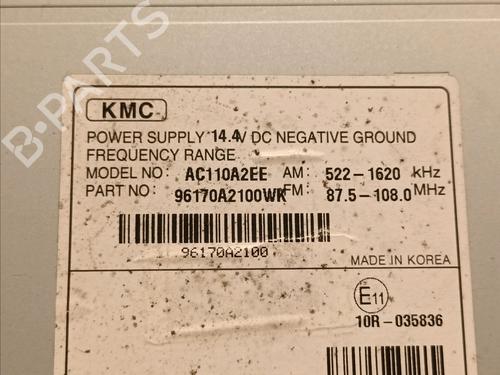 B-PARTS
KMC
POWER SUPPLY 14.4V DC NEGATIVE GROUND
FREQUENCY RANGE
MODEL NO: AC110A2EE AM: 522-1620 kHz
PART NO: 96170A2100WK FM: 87.5-108.0 MHz
96170A2100
MADE IN KOREA
E11
10R-035836